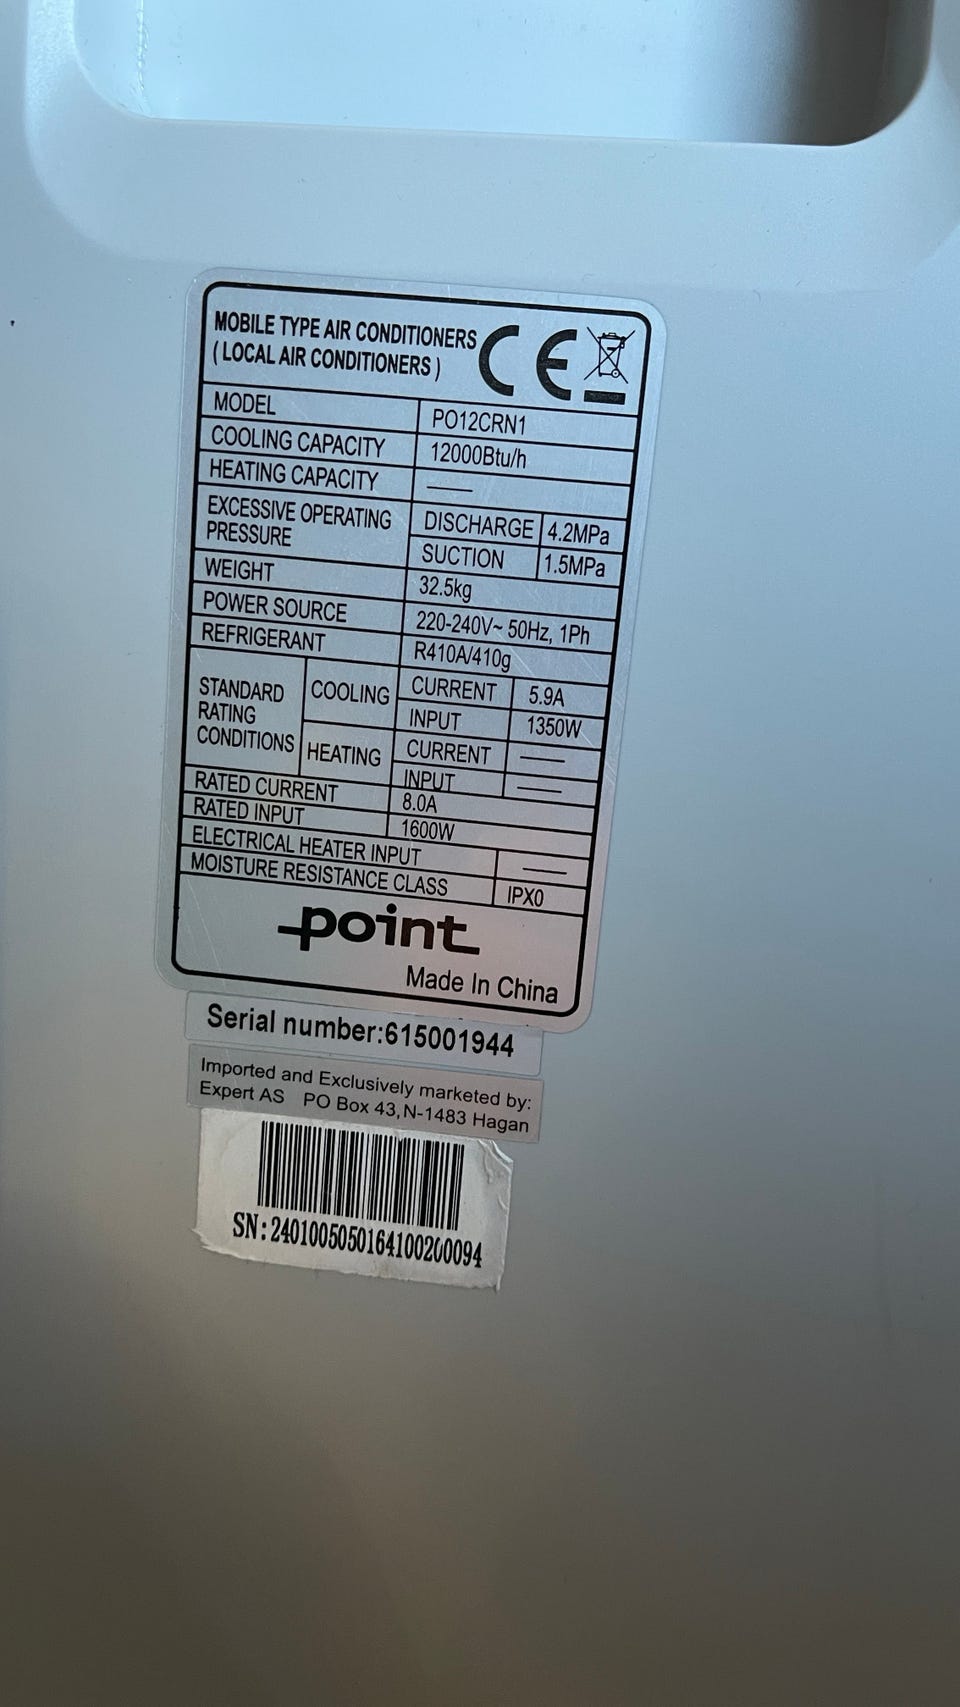 MOBILE TYPE AIR CONDITIONERS
( LOCAL AIR CONDITIONERS )
CE
MODEL PO12CRN1
COOLING CAPACITY 12000Btu/h
HEATING CAPACITY ——
EXCESSIVE OPERATING PRESSURE DISCHARGE 4.2MPa
SUCTION 1.5MPa
WEIGHT 32.5kg
POWER SOURCE 220-240V~ 50Hz, 1Ph
REFRIGERANT R410A/410g
STANDARD RATING CONDITIONS COOLING CURRENT 5.9A
INPUT 1350W
HEATING CURRENT ——
INPUT ——
RATED CURRENT 8.0A
RATED INPUT 1600W
ELECTRICAL HEATER INPUT ——
MOISTURE RESISTANCE CLASS IPX0
point
Made In China
Serial number:615001944
Imported and Exclusively marketed by:
Expert AS PO Box 43, N-1483 Hagan
SN:2401005050164100200094